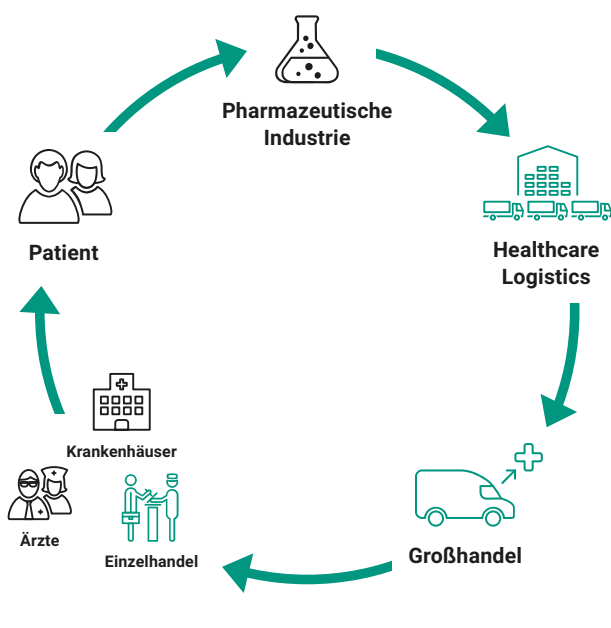 Pharmazeutische
Industrie
Healthcare
Logistics
Großhandel
Einzelhandel
Ärzte
Krankenhäuser
Patient